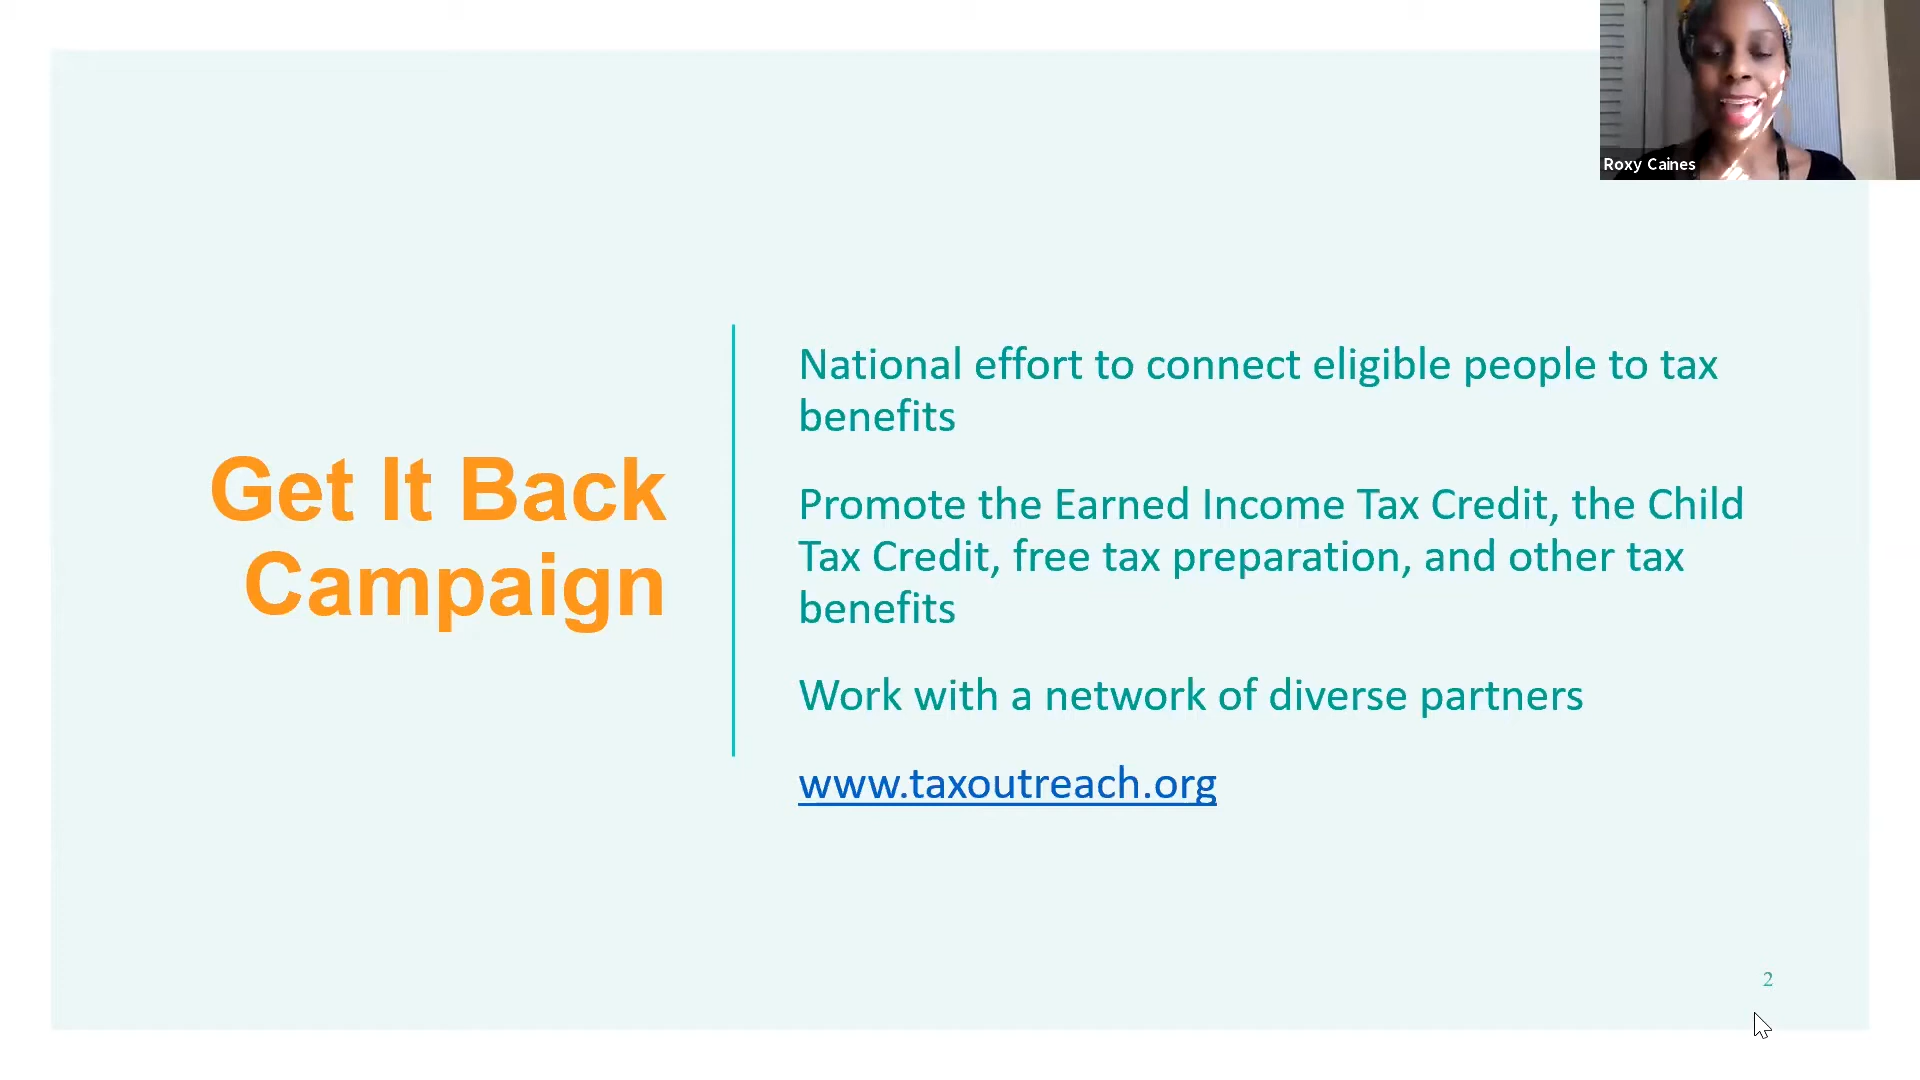 Roxy Caines
Get It Back
Campaign
National effort to connect eligible people to tax
benefits
Promote the Earned Income Tax Credit, the Child
Tax Credit, free tax preparation, and other tax
benefits
Work with a network of diverse partners
www.taxoutreach.org
2